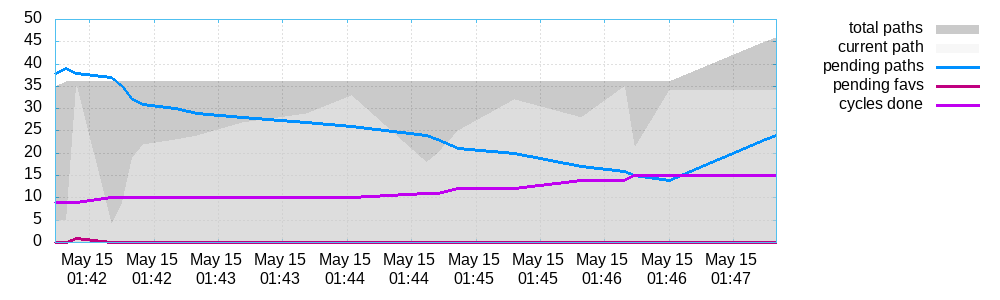 50
45
40
35
30
25
20
15
10
5
0
May 15 May 15 May 15 May 15 May 15 May 15 May 15 May 15 May 15 May 15 May 15
01:42 01:42 01:43 01:43 01:44 01:44 01:45 01:45 01:46 01:46 01:47
total paths
current path
pending paths
pending favs
cycles done